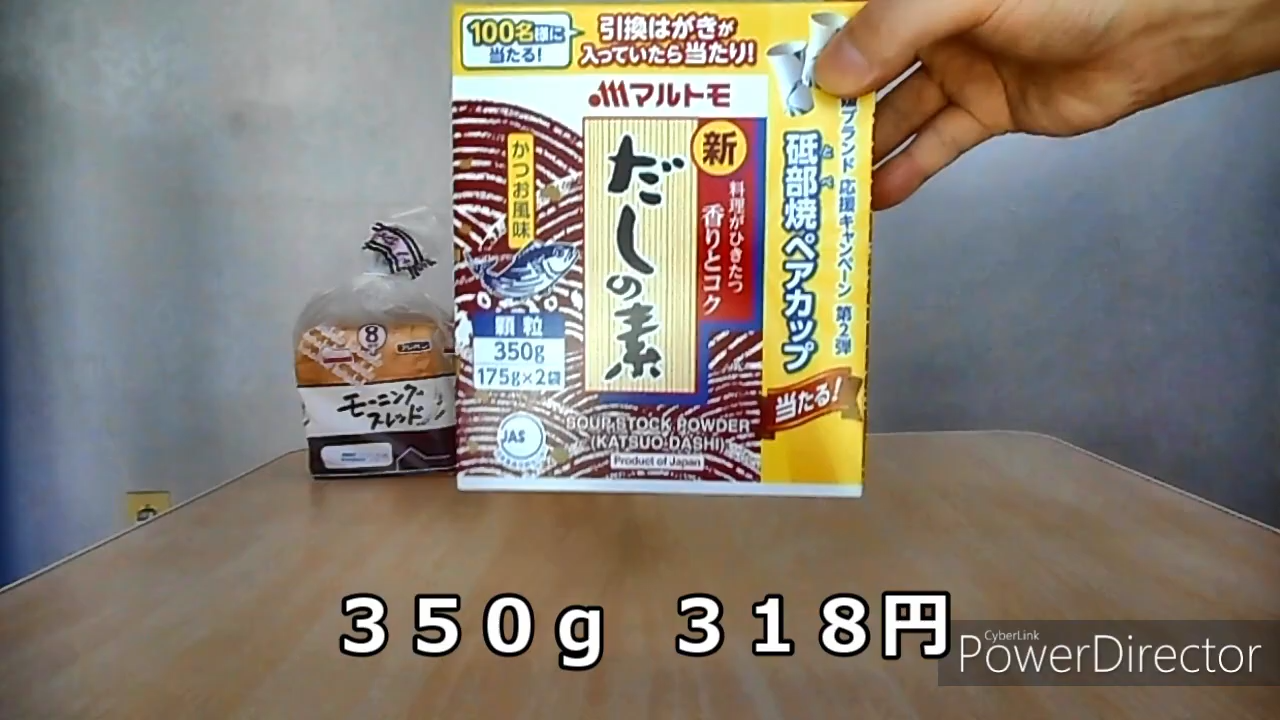 100名様に
当たる!
引換はがきが
入っていたら当たり!
マルトモ
かつお風味
だしの素
新
料理がひきたつ
香りとコク
顆粒
350g
175g×2袋
JAS
SOUP STOCK POWDER
(KATSUO-DASHI)
Product of Japan
ブランド 応援キャンペーン 第2弾
とべ
砥部焼ペアカップ
当たる!
8
モーニング
ブレッド
350g 318円
CyberLink
PowerDirector